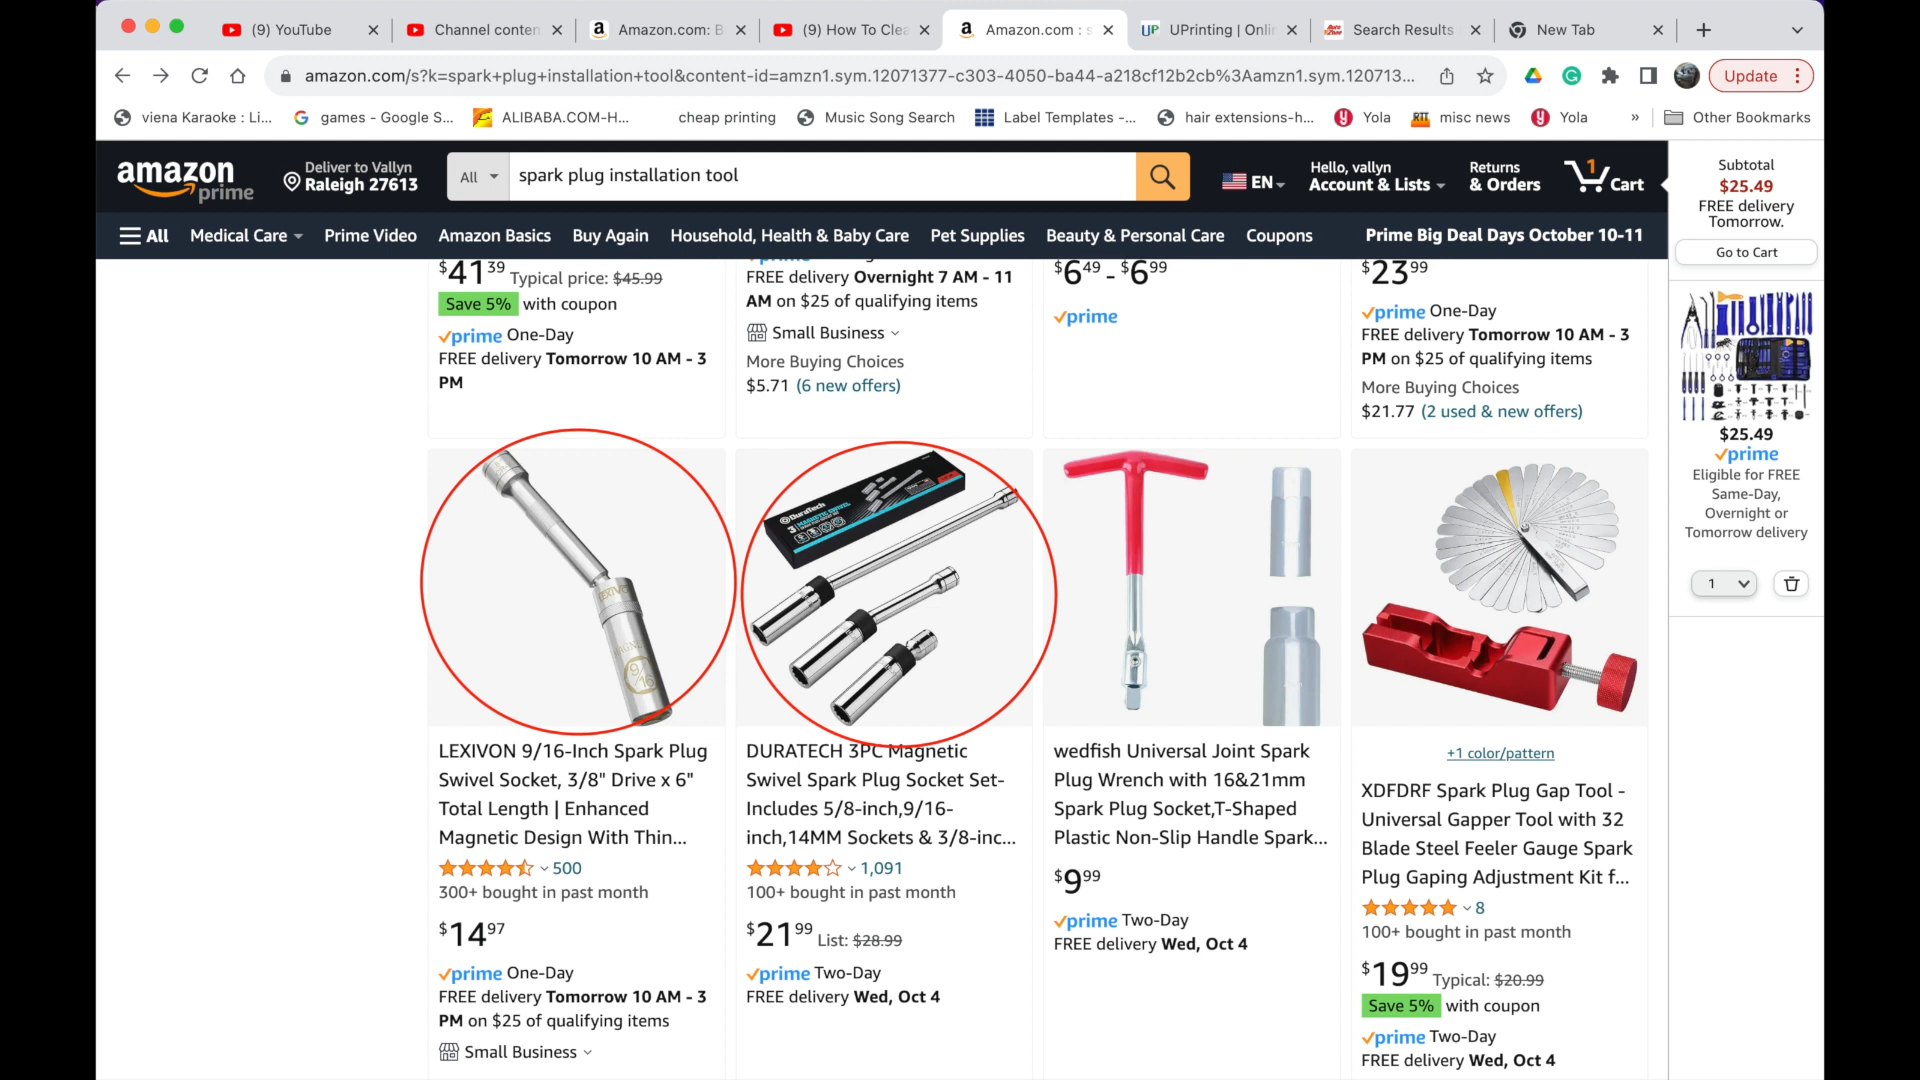 (9) YouTube
Channel conten
Amazon.com: B
(9) How To Clea
Amazon.com : s
UPrinting | Onlin
Search Results
New Tab
amazon.com/s?k=spark+plug+installation+tool&content-id=amzn1.sym.12071377-c303-4050-ba44-a218cf12b2cb%3Aamzn1.sym.120713...
Update
viena Karaoke : Li...
games - Google S...
ALIBABA.COM-H...
cheap printing
Music Song Search
Label Templates -...
hair extensions-h...
Yola
misc news
Yola
»
Other Bookmarks
amazon
prime
Deliver to Vallyn
Raleigh 27613
All
spark plug installation tool
EN
Hello, vallyn
Account & Lists
Returns
& Orders
1
Cart
All
Medical Care
Prime Video
Amazon Basics
Buy Again
Household, Health & Baby Care
Pet Supplies
Beauty & Personal Care
Coupons
Prime Big Deal Days October 10-11
Subtotal
$25.49
FREE delivery
Tomorrow.
Go to Cart
$25.49
prime
Eligible for FREE
Same-Day,
Overnight or
Tomorrow delivery
1
$41 39 Typical price: $45.99
Save 5% with coupon
prime One-Day
FREE delivery Tomorrow 10 AM - 3
PM
FREE delivery Overnight 7 AM - 11
AM on $25 of qualifying items
Small Business
More Buying Choices
$5.71 (6 new offers)
$6 49 - $6 99
prime
$23 99
prime One-Day
FREE delivery Tomorrow 10 AM - 3
PM on $25 of qualifying items
More Buying Choices
$21.77 (2 used & new offers)
LEXIVON
9/16
LEXIVON 9/16-Inch Spark Plug
Swivel Socket, 3/8" Drive x 6"
Total Length | Enhanced
Magnetic Design With Thin...
500
300+ bought in past month
$14 97
prime One-Day
FREE delivery Tomorrow 10 AM - 3
PM on $25 of qualifying items
Small Business
DURATECH
3 MAGNETIC SWIVEL
DURATECH 3PC Magnetic
Swivel Spark Plug Socket Set-
Includes 5/8-inch,9/16-
inch,14MM Sockets & 3/8-inc...
1,091
100+ bought in past month
$21 99 List: $28.99
prime Two-Day
FREE delivery Wed, Oct 4
wedfish Universal Joint Spark
Plug Wrench with 16&21mm
Spark Plug Socket,T-Shaped
Plastic Non-Slip Handle Spark...
$9 99
prime Two-Day
FREE delivery Wed, Oct 4
+1 color/pattern
XDFDRF Spark Plug Gap Tool -
Universal Gapper Tool with 32
Blade Steel Feeler Gauge Spark
Plug Gaping Adjustment Kit f...
8
100+ bought in past month
$19 99 Typical: $20.99
Save 5% with coupon
prime Two-Day
FREE delivery Wed, Oct 4